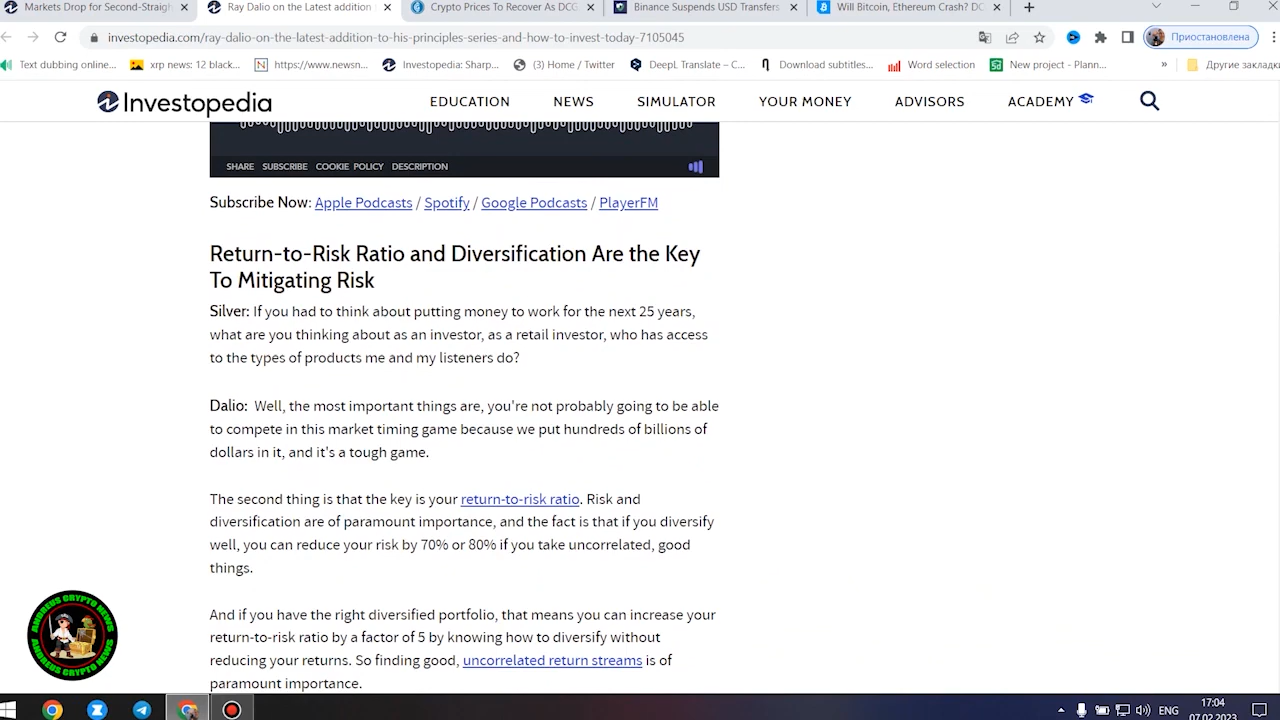 Markets Drop for Second-Straigh
Ray Dalio on the Latest addition
Crypto Prices To Recover As DCG
Binance Suspends USD Transfers
Will Bitcoin, Ethereum Crash? DC
investopedia.com/ray-dalio-on-the-latest-addition-to-his-principles-series-and-how-to-invest-today-7105045
Приостановлена
Text dubbing online...
xrp news: 12 black...
https://www.newsn...
Investopedia: Sharp...
(3) Home / Twitter
DeepL Translate – C...
Download subtitles...
Word selection
New project - Plann...
»
Другие закладки
Investopedia
EDUCATION
NEWS
SIMULATOR
YOUR MONEY
ADVISORS
ACADEMY
SHARE SUBSCRIBE COOKIE POLICY DESCRIPTION
Subscribe Now: Apple Podcasts / Spotify / Google Podcasts / PlayerFM
Return-to-Risk Ratio and Diversification Are the Key
To Mitigating Risk
Silver: If you had to think about putting money to work for the next 25 years,
what are you thinking about as an investor, as a retail investor, who has access
to the types of products me and my listeners do?
Dalio: Well, the most important things are, you're not probably going to be able
to compete in this market timing game because we put hundreds of billions of
dollars in it, and it's a tough game.
The second thing is that the key is your return-to-risk ratio. Risk and
diversification are of paramount importance, and the fact is that if you diversify
well, you can reduce your risk by 70% or 80% if you take uncorrelated, good
things.
And if you have the right diversified portfolio, that means you can increase your
return-to-risk ratio by a factor of 5 by knowing how to diversify without
reducing your returns. So finding good, uncorrelated return streams is of
paramount importance.
ANDREUS CRYPTO NEWS
ANDREUS CRYPTO NEWS
ENG
17:04
07.02.2023